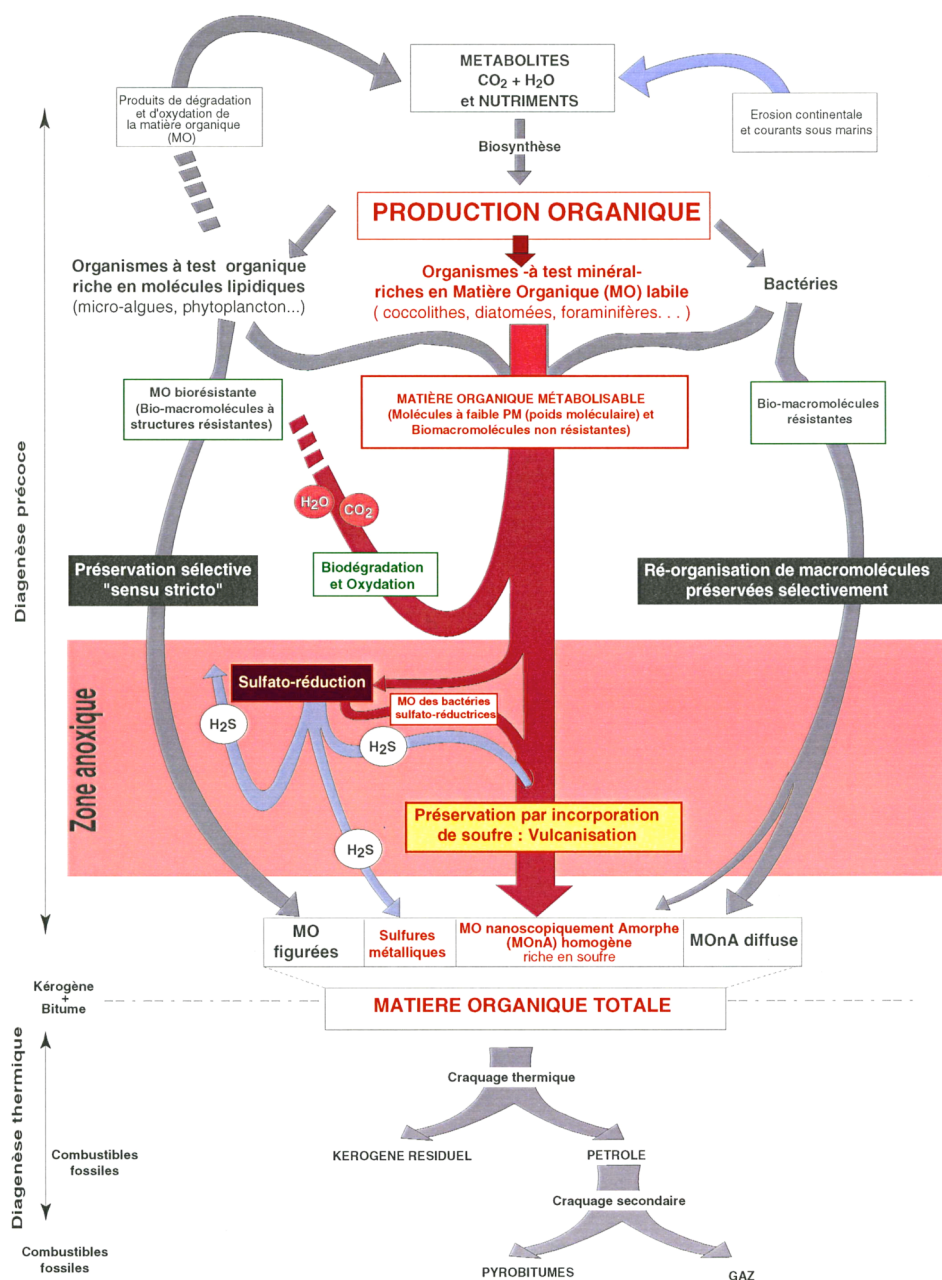 METABOLITES
CO2 + H2O
et NUTRIMENTS
Produits de dégradation
et d'oxydation de
la matière organique
(MO)
Erosion continentale
et courants sous marins
Biosynthèse
PRODUCTION ORGANIQUE
Organismes à test organique
riche en molécules lipidiques
(micro-algues, phytoplancton...)
Organismes -à test minéral-
riches en Matière Organique (MO) labile
( coccolithes, diatomées, foraminifères. . . )
Bactéries
MO biorésistante
(Bio-macromolécules à
structures résistantes)
MATIÈRE ORGANIQUE MÉTABOLISABLE
(Molécules à faible PM (poids moléculaire) et
Biomacromolécules non résistantes)
Bio-macromolécules
résistantes
H2O
CO2
Diagenèse précoce
Préservation sélective
"sensu stricto"
Biodégradation
et Oxydation
Ré-organisation de macromolécules
préservées sélectivement
Zone anoxique
Sulfato-réduction
MO des bactéries
sulfato-réductrices
H2S
H2S
H2S
Préservation par incorporation
de soufre : Vulcanisation
MO
figurées
Sulfures
métalliques
MO nanoscopiquement Amorphe
(MOnA) homogène
riche en soufre
MOnA diffuse
Kérogène
+
Bitume
MATIERE ORGANIQUE TOTALE
Diagenèse thermique
Craquage thermique
Combustibles
fossiles
KEROGENE RESIDUEL
PETROLE
Craquage secondaire
Combustibles
fossiles
PYROBITUMES
GAZ